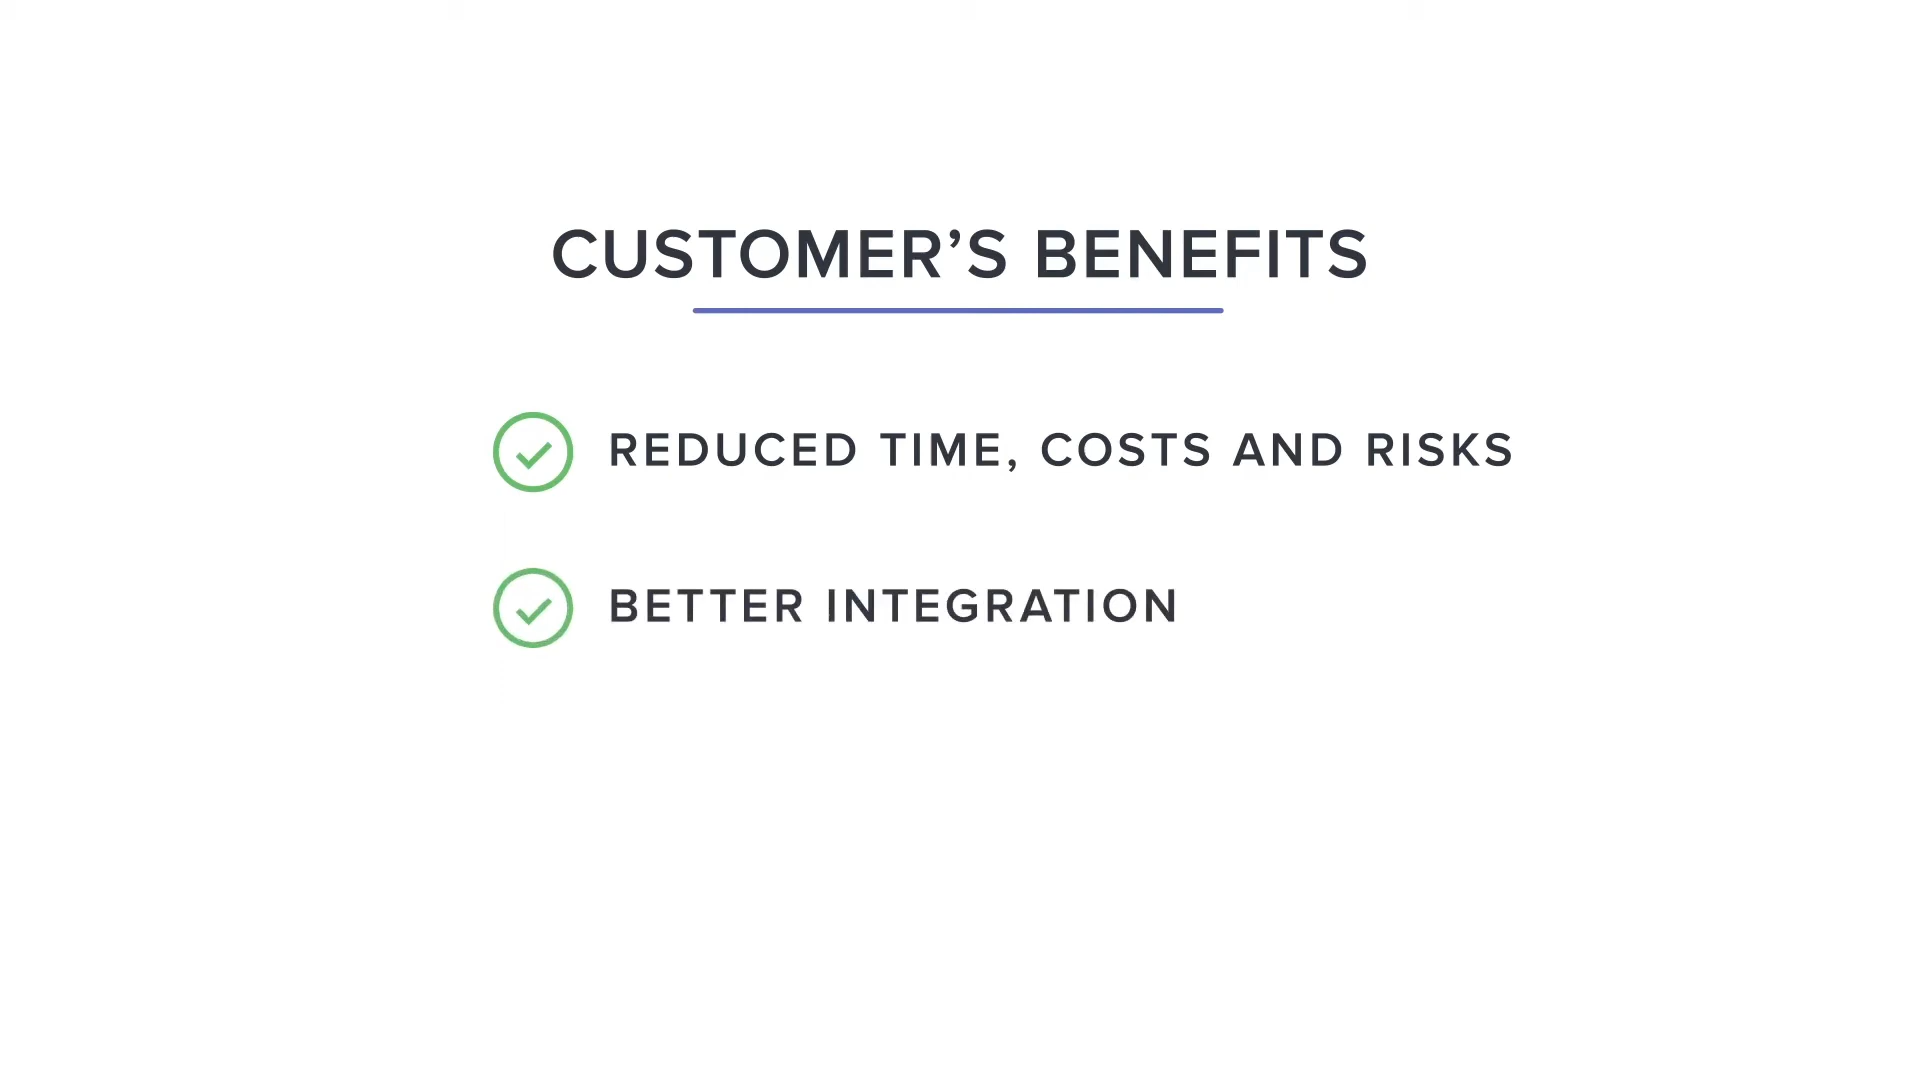 CUSTOMER’S BENEFITS
REDUCED TIME, COSTS AND RISKS
BETTER INTEGRATION